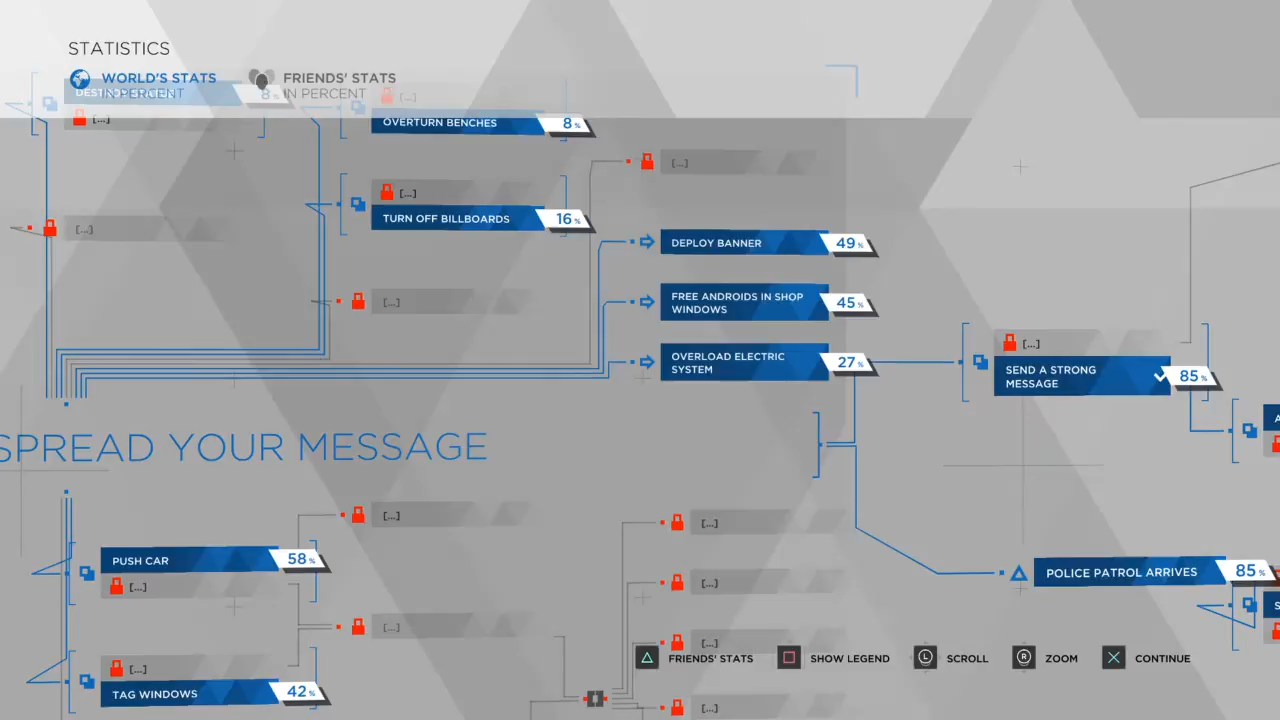 STATISTICS
WORLD'S STATS
IN PERCENT
FRIENDS' STATS
IN PERCENT
8%
[...]
[...]
OVERTURN BENCHES 8%
[...]
[...]
TURN OFF BILLBOARDS 16%
[...]
[...]
DEPLOY BANNER 49%
FREE ANDROIDS IN SHOP
WINDOWS 45%
[...]
OVERLOAD ELECTRIC
SYSTEM 27%
[...]
SEND A STRONG
MESSAGE 85%
SPREAD YOUR MESSAGE
[...]
[...]
PUSH CAR 58%
[...]
[...]
POLICE PATROL ARRIVES 85%
[...]
[...]
[...]
TAG WINDOWS 42%
[...]
FRIENDS' STATS
SHOW LEGEND
L SCROLL
R ZOOM
CONTINUE